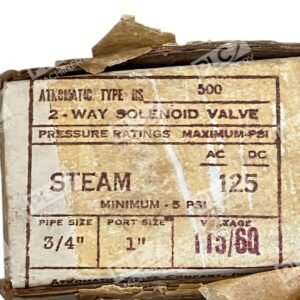 ATKOMATIC TYPE HS 500
2-WAY SOLENOID VALVE
PRESSURE RATINGS MAXIMUM-PSI
AC DC
STEAM 125
MINIMUM - 5 PSI
PIPE SIZE PORT SIZE VOLTAGE
3/4" 1" 115/60